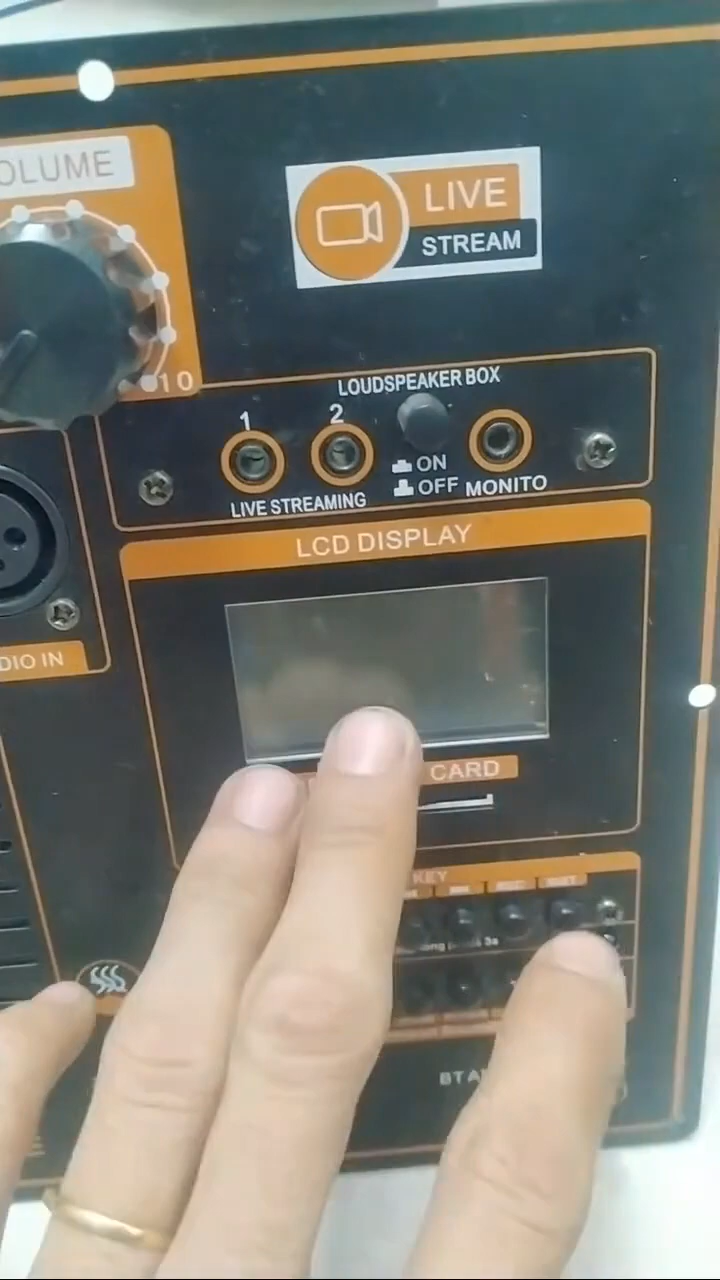 OLUME
10
LIVE
STREAM
LOUDSPEAKER BOX
1
2
ON
OFF
LIVE STREAMING
MONITO
LCD DISPLAY
DIO IN
CARD
KEY
3s
BT